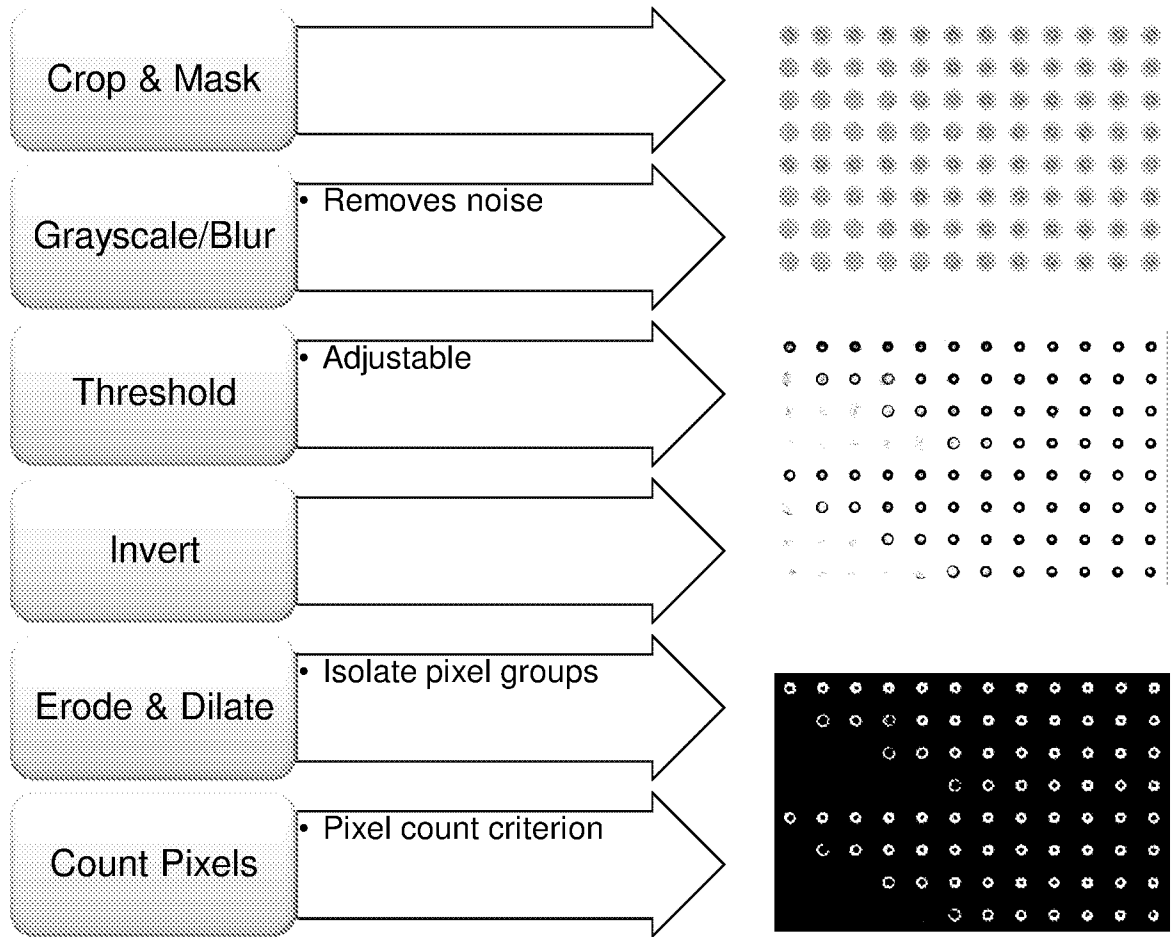 Crop & Mask
Grayscale/Blur
• Removes noise
Threshold
• Adjustable
Invert
Erode & Dilate
• Isolate pixel groups
Count Pixels
• Pixel count criterion